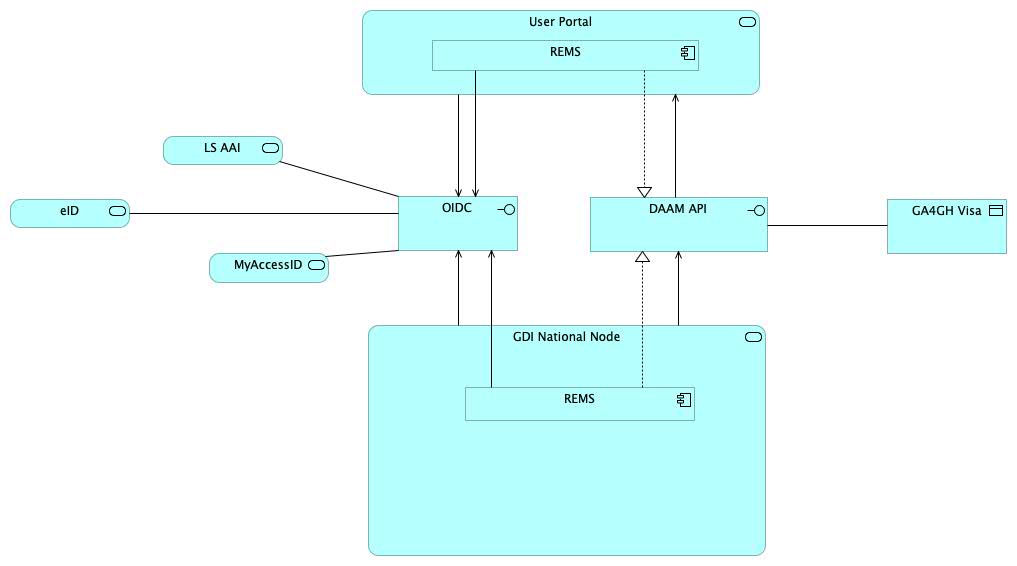 User Portal
REMS
LS AAI
eID
OIDC
DAAM API
GA4GH Visa
MyAccessID
GDI National Node
REMS